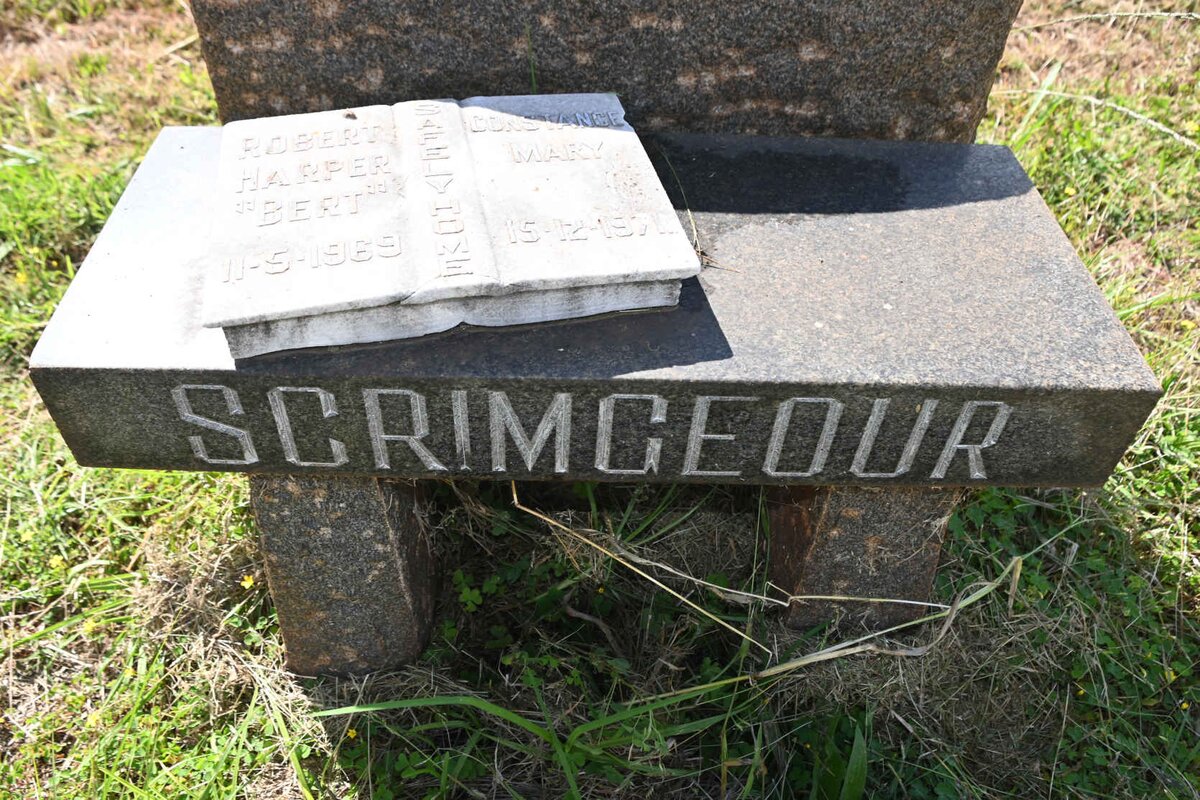 ROBERT
HARPER
"BERT"
11-5-1969
SAFELY HOME
CONSTANCE
MARY
15-12-1971
SCRIMGEOUR